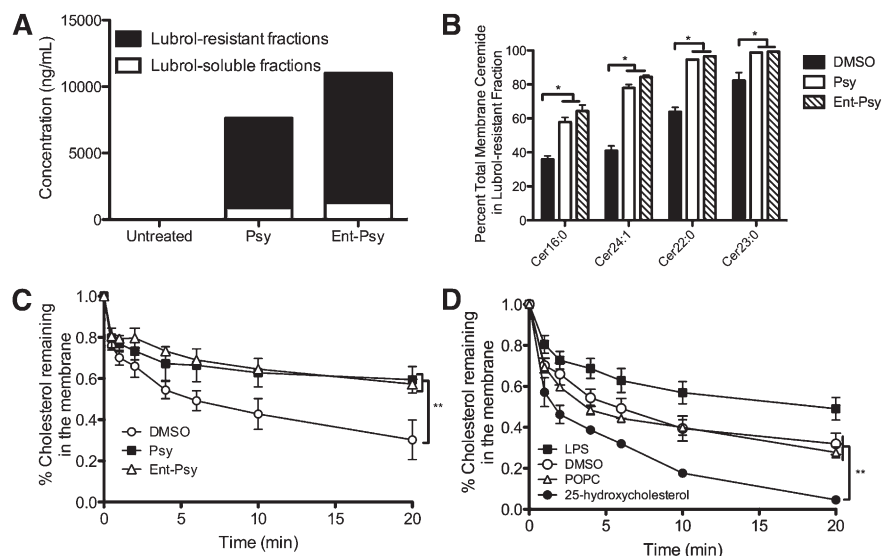 A
15000
10000
5000
0
Concentration (ng/mL)
Lubrol-resistant fractions
Lubrol-soluble fractions
Untreated
Psy
Ent-Psy
B
100
80
60
40
20
0
Percent Total Membrane Ceremide
in Lubrol-resistant Fraction
*
*
*
*
DMSO
Psy
Ent-Psy
Cer16:0
Cer24:1
Cer22:0
Cer23:0
C
1.0
0.8
0.6
0.4
0.2
0.0
% Cholesterol remaining
in the membrane
DMSO
Psy
Ent-Psy
**
0
5
10
15
20
Time (min)
D
1.0
0.8
0.6
0.4
0.2
0.0
% Cholesterol remaining
in the membrane
LPS
DMSO
POPC
25-hydroxycholesterol
**
0
5
10
15
20
Time (min)